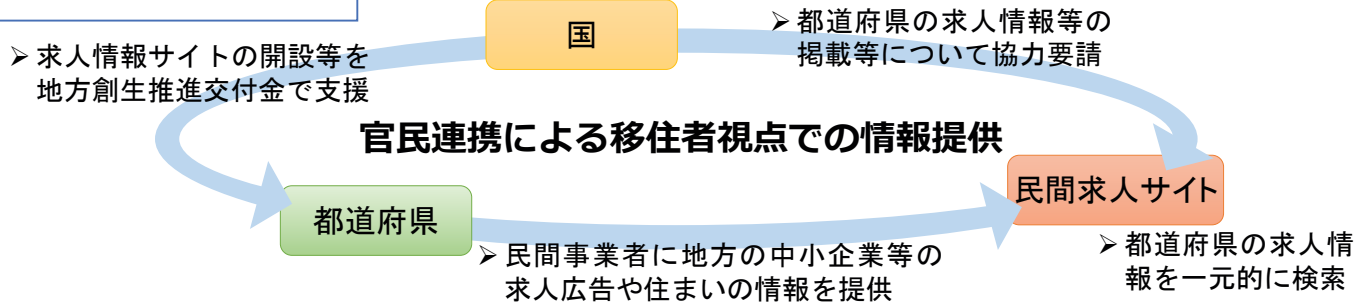 国
➢ 求人情報サイトの開設等を
地方創生推進交付金で支援
➢ 都道府県の求人情報等の
掲載等について協力要請
官民連携による移住者視点での情報提供
都道府県
民間求人サイト
➢ 民間事業者に地方の中小企業等の
求人広告や住まいの情報を提供
➢ 都道府県の求人情
報を一元的に検索